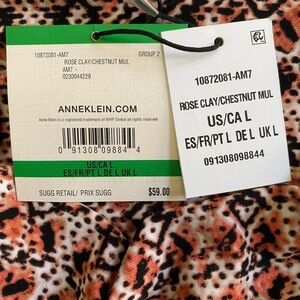 10872081-AM7
GROUP 2
ROSE CLAY/CHESTNUT MUL
AM7 -
0230044229
ANNEKLEIN.COM
Anne Klein is a registered trademark of WHP Global all rights reserved
0 91308 09884 4
US/CA L
ES/FR/PT L DE L UK L
SUGG RETAIL/ PRIX SUGG
$59.00
10872081-AM7
ROSE CLAY/CHESTNUT MUL
US/CA L
ES/FR/PT L DE L UK L
091308098844